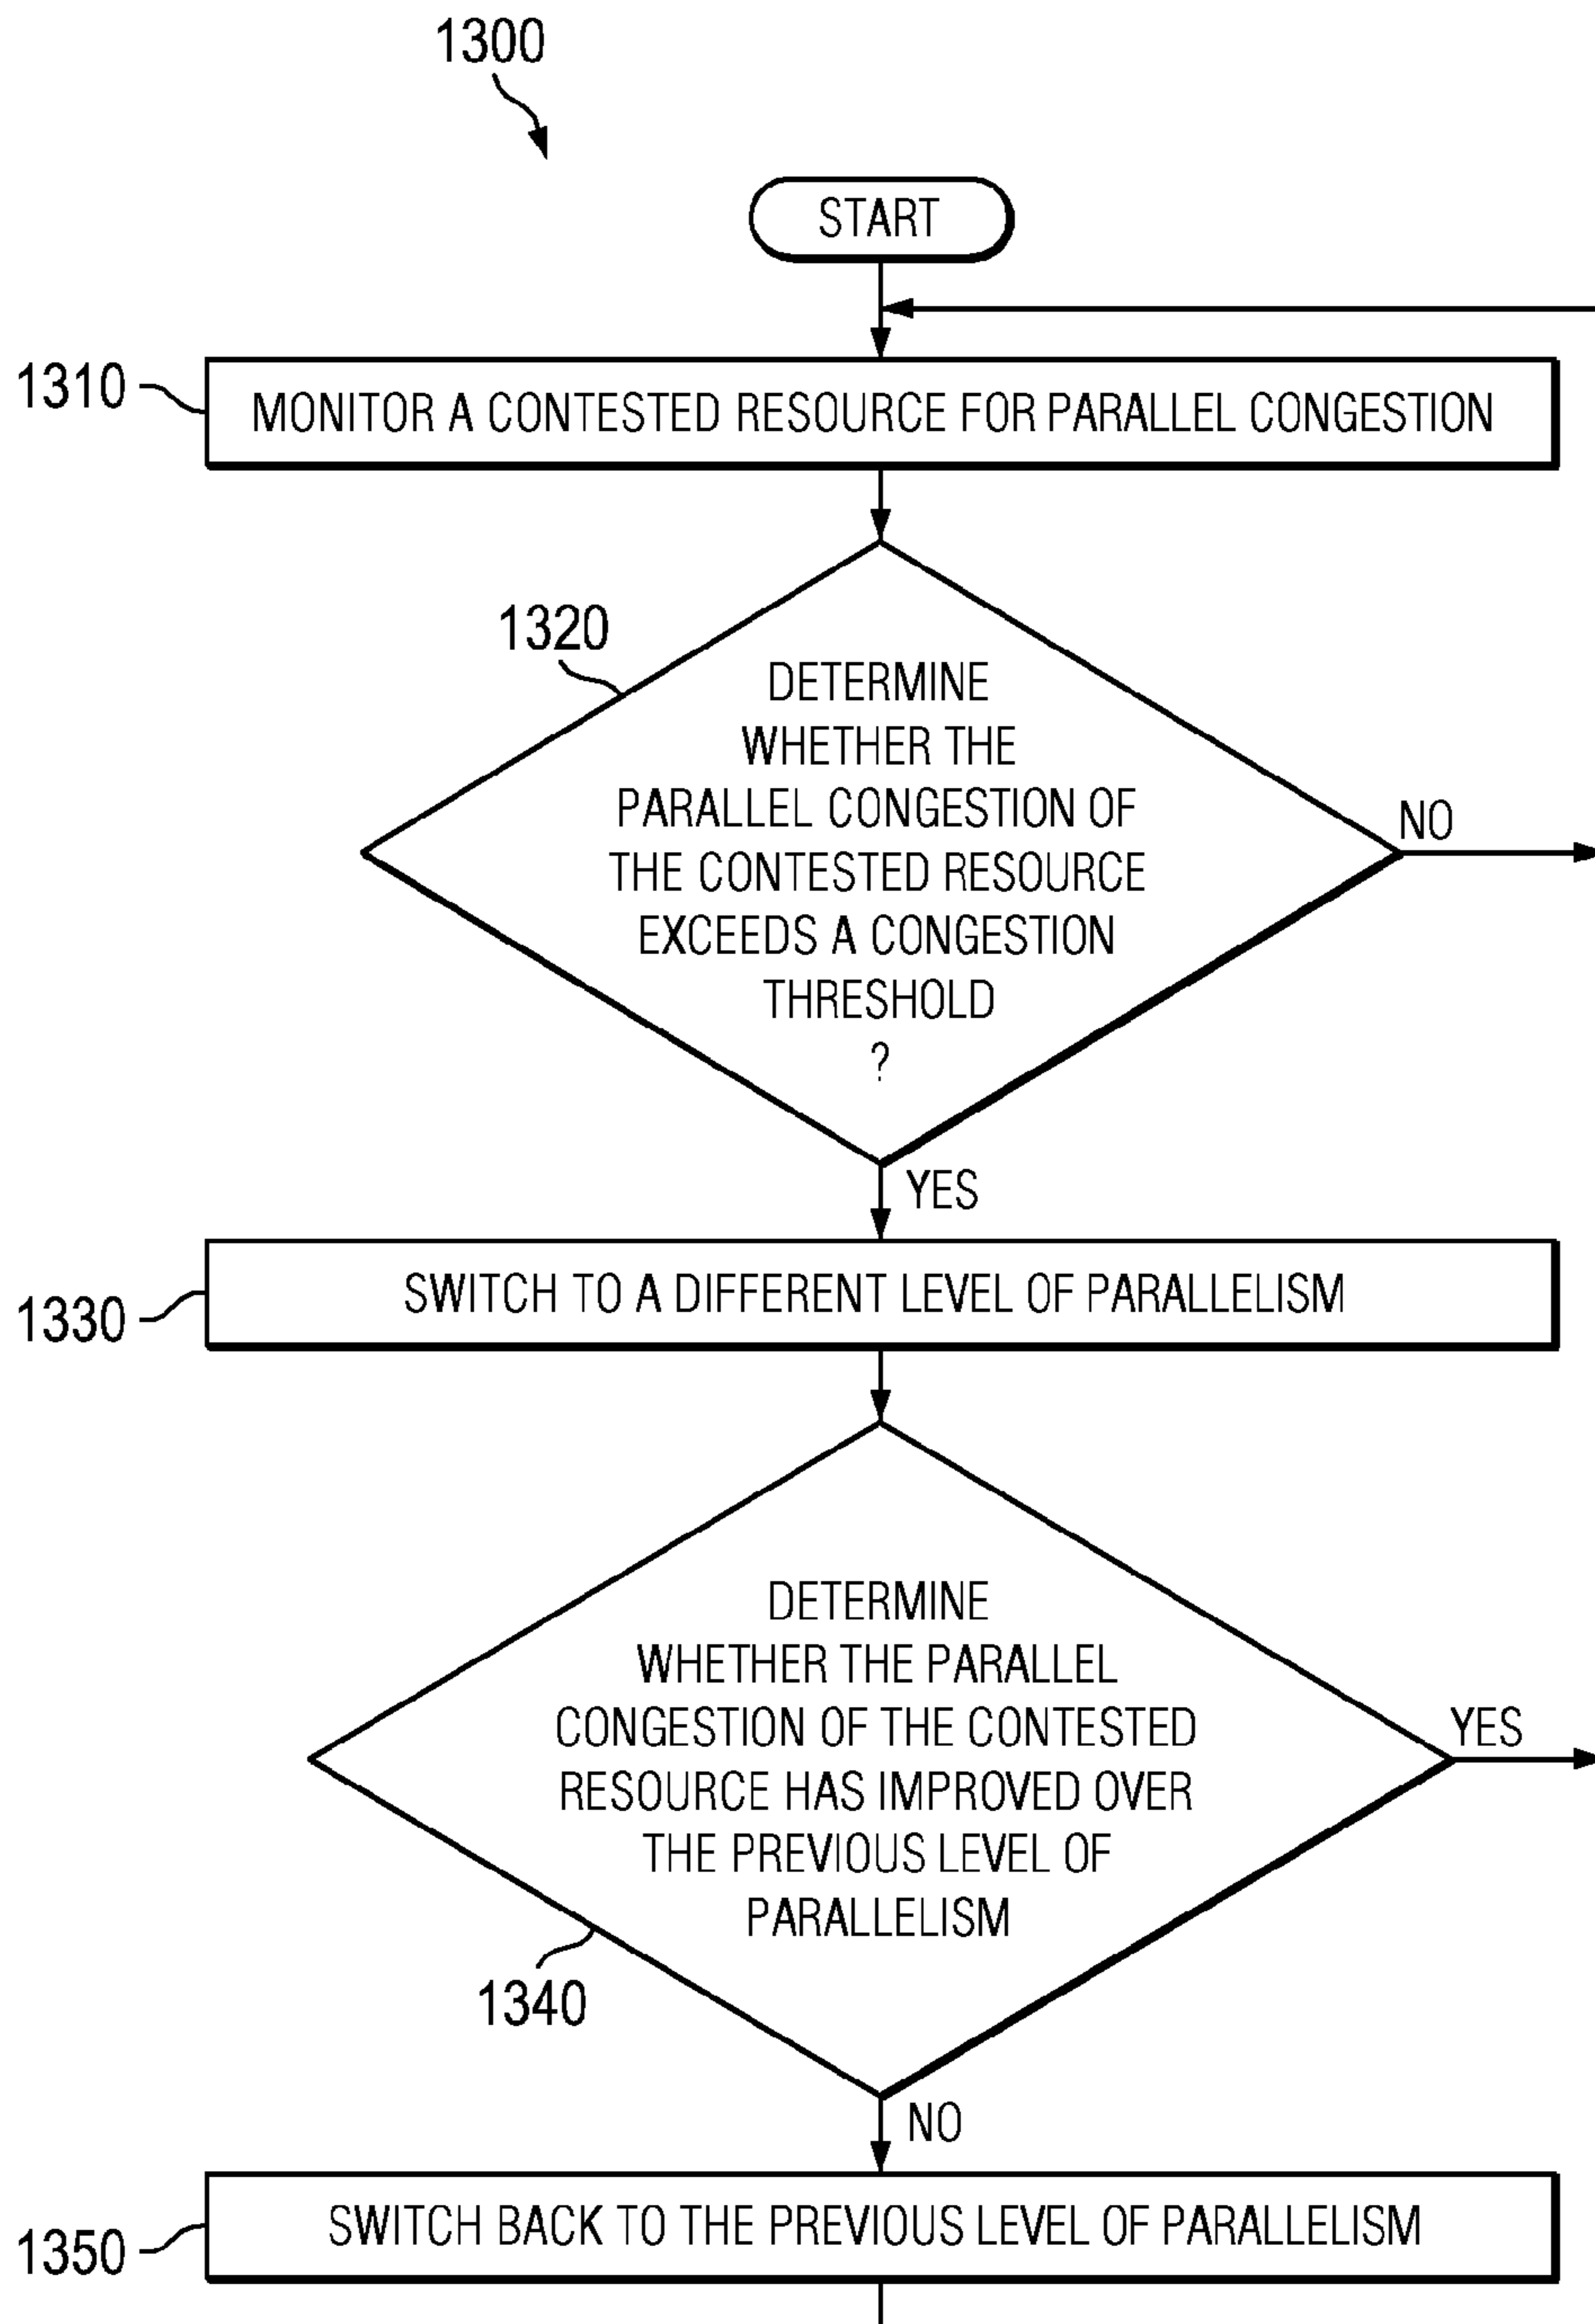 1300
START
1310
MONITOR A CONTESTED RESOURCE FOR PARALLEL CONGESTION
1320
DETERMINE
WHETHER THE
PARALLEL CONGESTION OF
THE CONTESTED RESOURCE
EXCEEDS A CONGESTION
THRESHOLD
?
NO
YES
1330
SWITCH TO A DIFFERENT LEVEL OF PARALLELISM
DETERMINE
WHETHER THE PARALLEL
CONGESTION OF THE CONTESTED
RESOURCE HAS IMPROVED OVER
THE PREVIOUS LEVEL OF
PARALLELISM
YES
1340
NO
1350
SWITCH BACK TO THE PREVIOUS LEVEL OF PARALLELISM